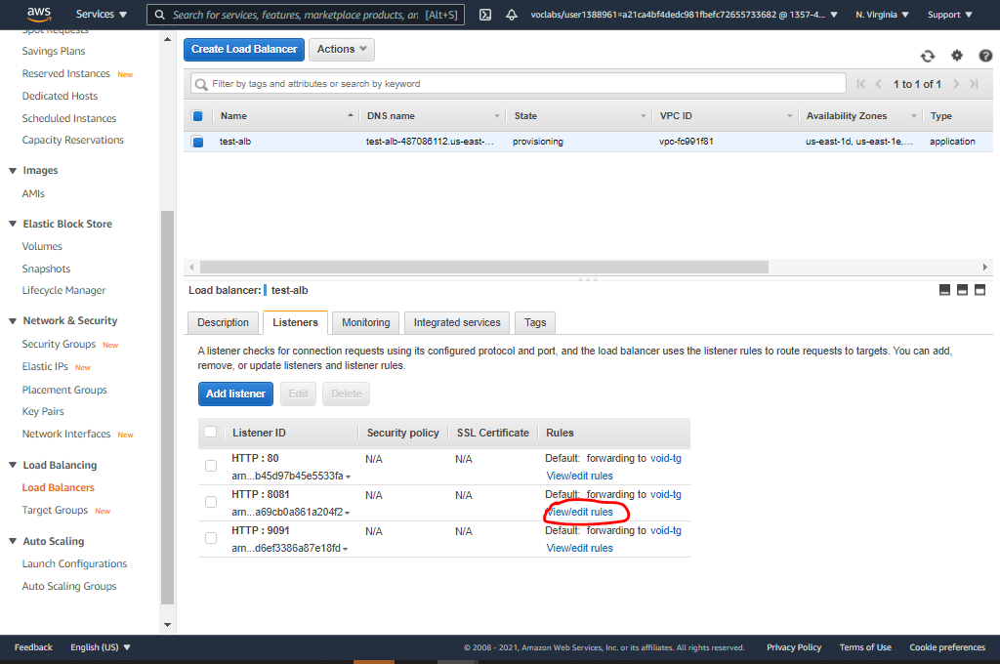 aws Services Search for services, features, marketplace products, an [Alt+S] voclabs/user1388961=a21ca4bf4dedc981fbefc72655733682 @ 1357-4... N. Virginia Support
Spot Requests
Savings Plans
Reserved Instances New
Dedicated Hosts
Scheduled Instances
Capacity Reservations
Images
AMIs
Elastic Block Store
Volumes
Snapshots
Lifecycle Manager
Network & Security
Security Groups New
Elastic IPs New
Placement Groups
Key Pairs
Network Interfaces New
Load Balancing
Load Balancers
Target Groups New
Auto Scaling
Launch Configurations
Auto Scaling Groups
Create Load Balancer Actions
Filter by tags and attributes or search by keyword 1 to 1 of 1
Name DNS name State VPC ID Availability Zones Type
test-alb test-alb-487086112.us-east-... provisioning vpc-fc991f81 us-east-1d, us-east-1e,... application
Load balancer: test-alb
Description Listeners Monitoring Integrated services Tags
A listener checks for connection requests using its configured protocol and port, and the load balancer uses the listener rules to route requests to targets. You can add,
remove, or update listeners and listener rules.
Add listener Edit Delete
Listener ID Security policy SSL Certificate Rules
HTTP : 80 N/A N/A Default: forwarding to void-tg
arn...b45d97b45e5533fa View/edit rules
HTTP : 8081 N/A N/A Default: forwarding to void-tg
arn...a69cb0a861a204f2 View/edit rules
HTTP : 9091 N/A N/A Default: forwarding to void-tg
arn...d6ef3386a87e18fd View/edit rules
Feedback English (US) © 2008 - 2021, Amazon Web Services, Inc. or its affiliates. All rights reserved. Privacy Policy Terms of Use Cookie preferences